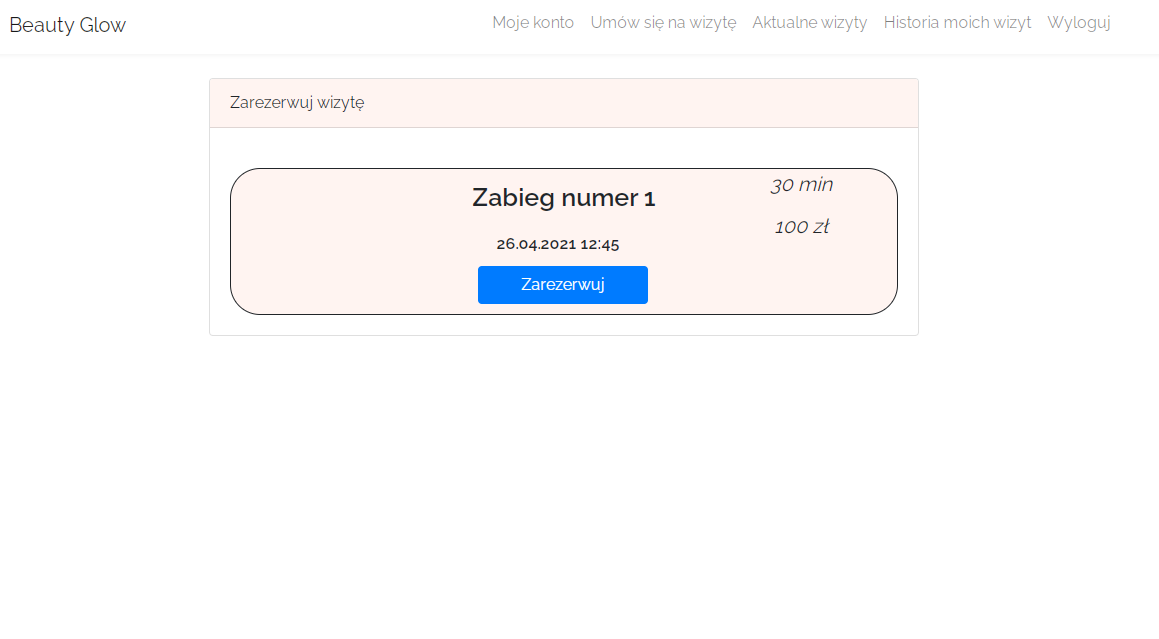 Beauty Glow
Moje konto Umów się na wizytę Aktualne wizyty Historia moich wizyt Wyloguj
Zarezerwuj wizytę
Zabieg numer 1
30 min
100 zł
26.04.2021 12:45
Zarezerwuj